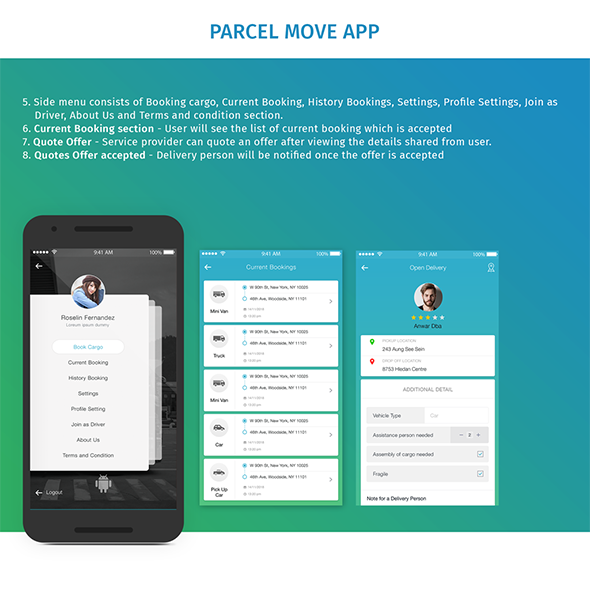 PARCEL MOVE APP
5. Side menu consists of Booking cargo, Current Booking, History Bookings, Settings, Profile Settings, Join as
Driver, About Us and Terms and condition section.
6. Current Booking section - User will see the list of current booking which is accepted
7. Quote Offer - Service provider can quote an offer after viewing the details shared from user.
8. Quotes Offer accepted - Delivery person will be notified once the offer is accepted
9:41 AM 100%
Roselin Fernandez
Lorem ipsum dummy
Book Cargo
Current Booking
History Booking
Settings
Profile Setting
Join as Driver
About Us
Terms and Condition
Logout
9:41 AM 100%
Current Bookings
Mini Van
W 90th St, New York, NY 10025
46th Ave, Woodside, NY 11101
Truck
W 90th St, New York, NY 10025
46th Ave, Woodside, NY 11101
Mini Van
W 90th St, New York, NY 10025
46th Ave, Woodside, NY 11101
Car
W 90th St, New York, NY 10025
46th Ave, Woodside, NY 11101
Pick Up
Car
W 90th St, New York, NY 10025
46th Ave, Woodside, NY 11101
9:41 AM 100%
Open Delivery
Anwar Dba
PICKUP LOCATION
243 Aung See Sein
DROP OFF LOCATION
8753 Hedan Centre
ADDITIONAL DETAIL
Vehicle Type Car
Assistance person needed
Assembly of cargo needed
Fragile
Note for a Delivery Person